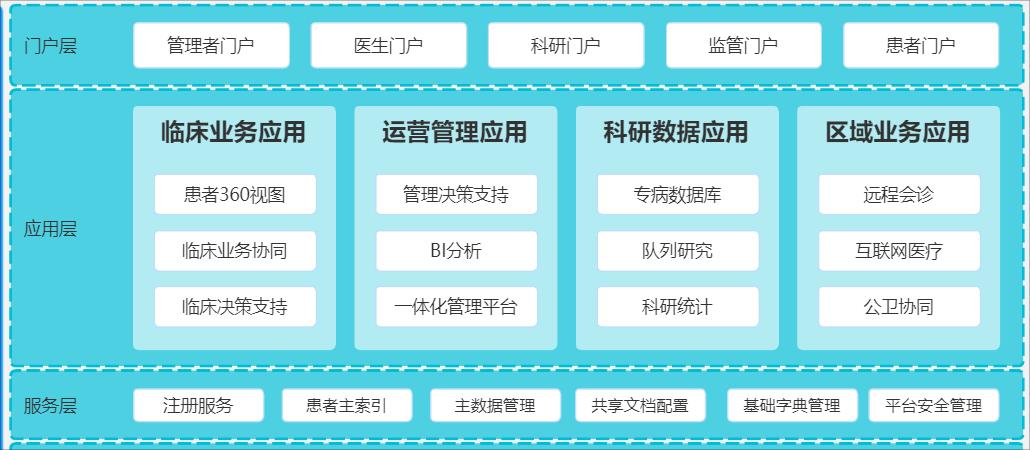 门户层
管理者门户
医生门户
科研门户
监管门户
患者门户
应用层
临床业务应用
患者360视图
临床业务协同
临床决策支持
运营管理应用
管理决策支持
BI分析
一体化管理平台
科研数据应用
专病数据库
队列研究
科研统计
区域业务应用
远程会诊
互联网医疗
公卫协同
服务层
注册服务
患者主索引
主数据管理
共享文档配置
基础字典管理
平台安全管理